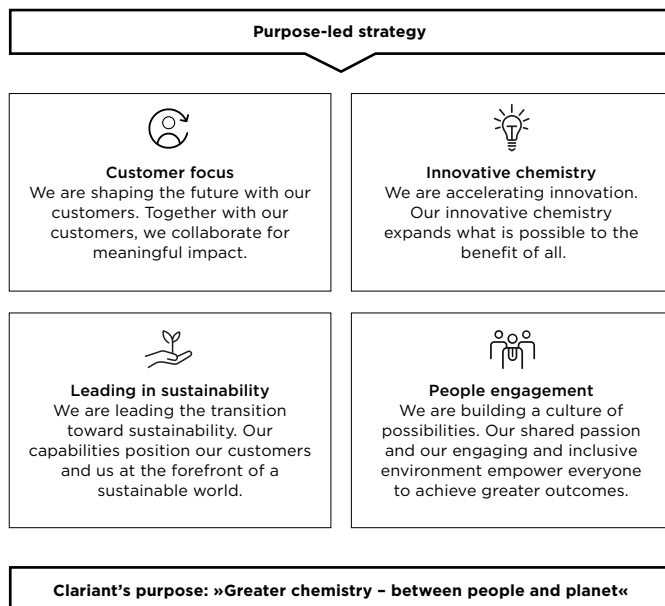 Purpose-led strategy
Customer focus
We are shaping the future with our
customers. Together with our
customers, we collaborate for
meaningful impact.
Innovative chemistry
We are accelerating innovation.
Our innovative chemistry
expands what is possible to the
benefit of all.
Leading in sustainability
We are leading the transition
toward sustainability. Our
capabilities position our customers
and us at the forefront of a
sustainable world.
People engagement
We are building a culture of
possibilities. Our shared passion
and our engaging and inclusive
environment empower everyone
to achieve greater outcomes.
Clariant’s purpose: »Greater chemistry – between people and planet«